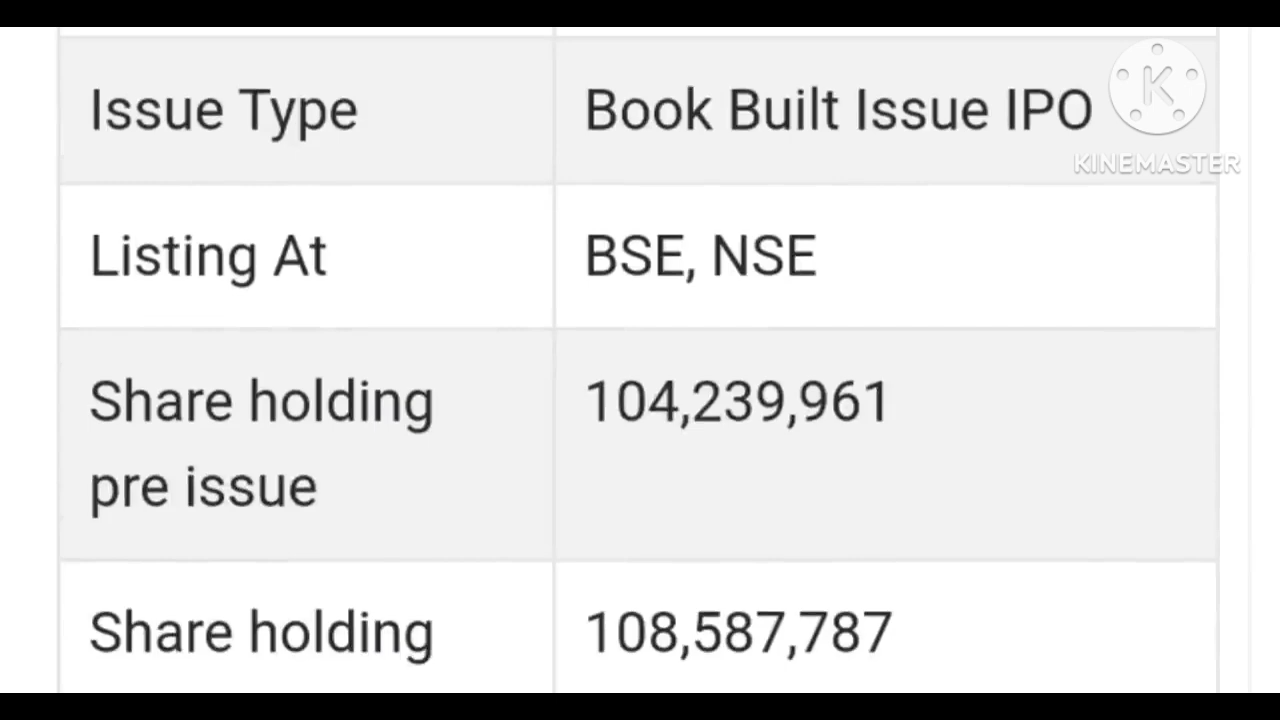 Issue Type Book Built Issue IPO
K
KINEMASTER
Listing At BSE, NSE
Share holding 104,239,961
pre issue
Share holding 108,587,787